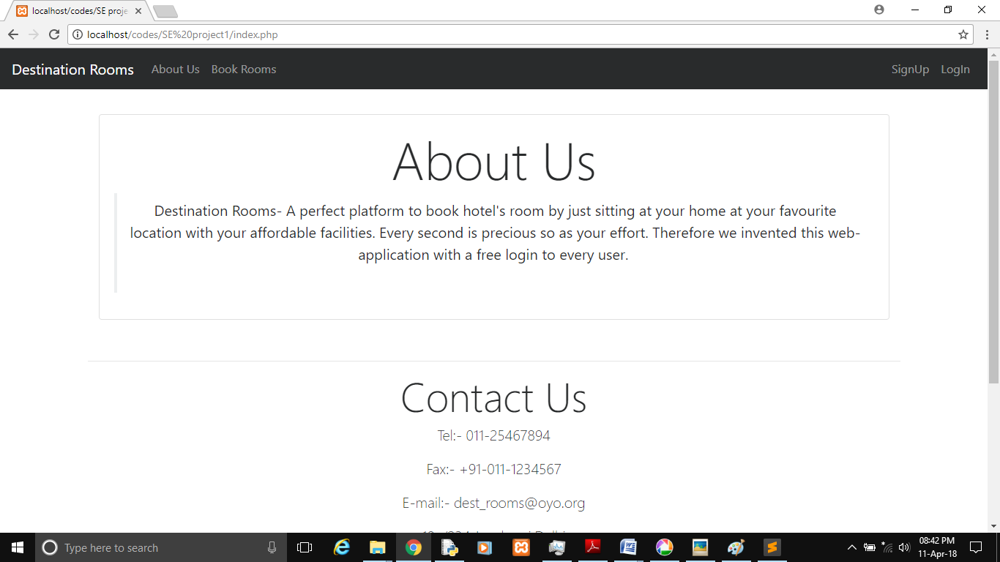 localhost/codes/SE proje
localhost/codes/SE%20project1/index.php
Destination Rooms About Us Book Rooms SignUp LogIn
About Us
Destination Rooms- A perfect platform to book hotel's room by just sitting at your home at your favourite
location with your affordable facilities. Every second is precious so as your effort. Therefore we invented this web-
application with a free login to every user.
Contact Us
Tel:- 011-25467894
Fax:- +91-011-1234567
E-mail:- dest_rooms@oyo.org
Type here to search
08:42 PM
11-Apr-18